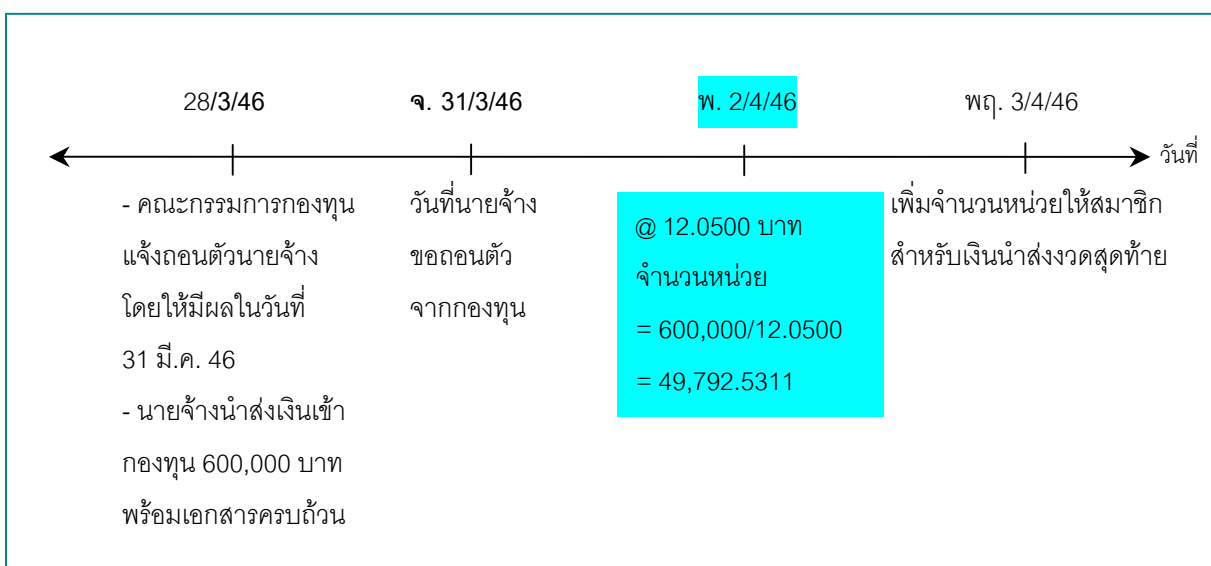 28/3/46
จ. 31/3/46
พ. 2/4/46
พฤ. 3/4/46
วันที่
- คณะกรรมการกองทุน
แจ้งถอนตัวนายจ้าง
โดยให้มีผลในวันที่
31 มี.ค. 46
- นายจ้างนำส่งเงินเข้า
กองทุน 600,000 บาท
พร้อมเอกสารครบถ้วน
วันที่นายจ้าง
ขอถอนตัว
จากกองทุน
@ 12.0500 บาท
จำนวนหน่วย
= 600,000/12.0500
= 49,792.5311
เพิ่มจำนวนหน่วยให้สมาชิก
สำหรับเงินนำส่งงวดสุดท้าย